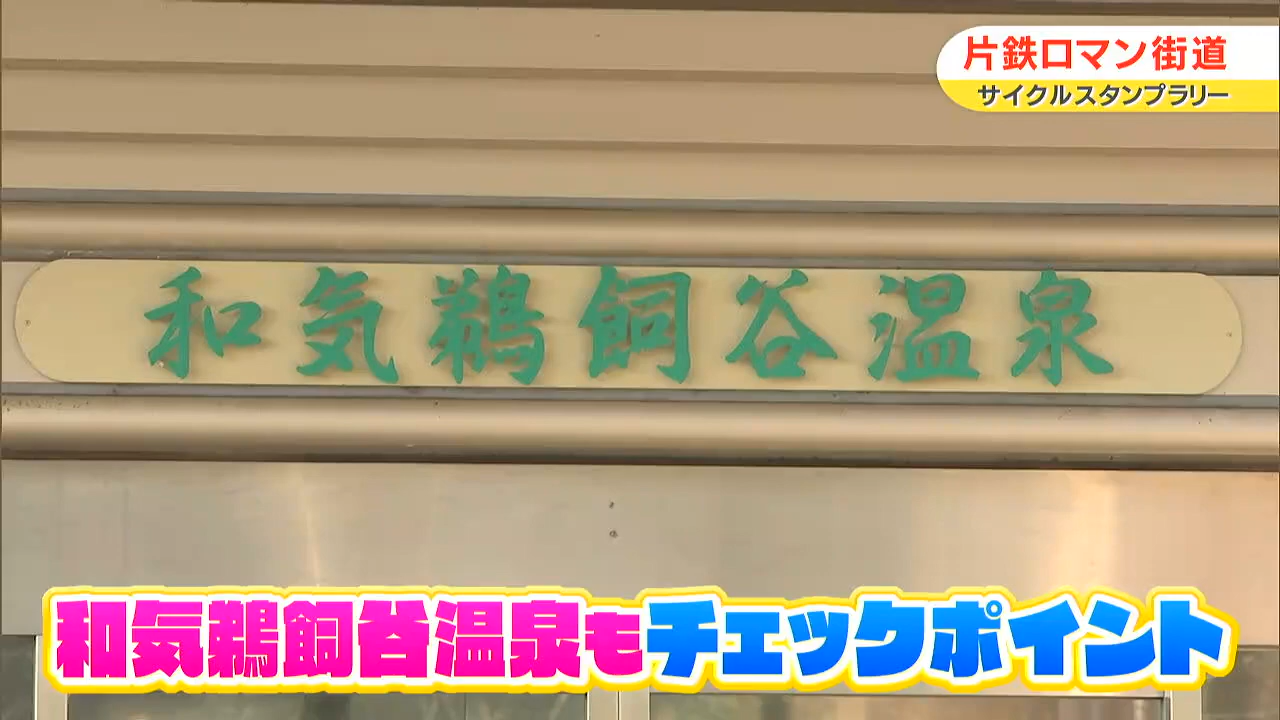 片鉄ロマン街道
サイクルスタンプラリー
和気鵜飼谷温泉
和気鵜飼谷温泉もチェックポイント